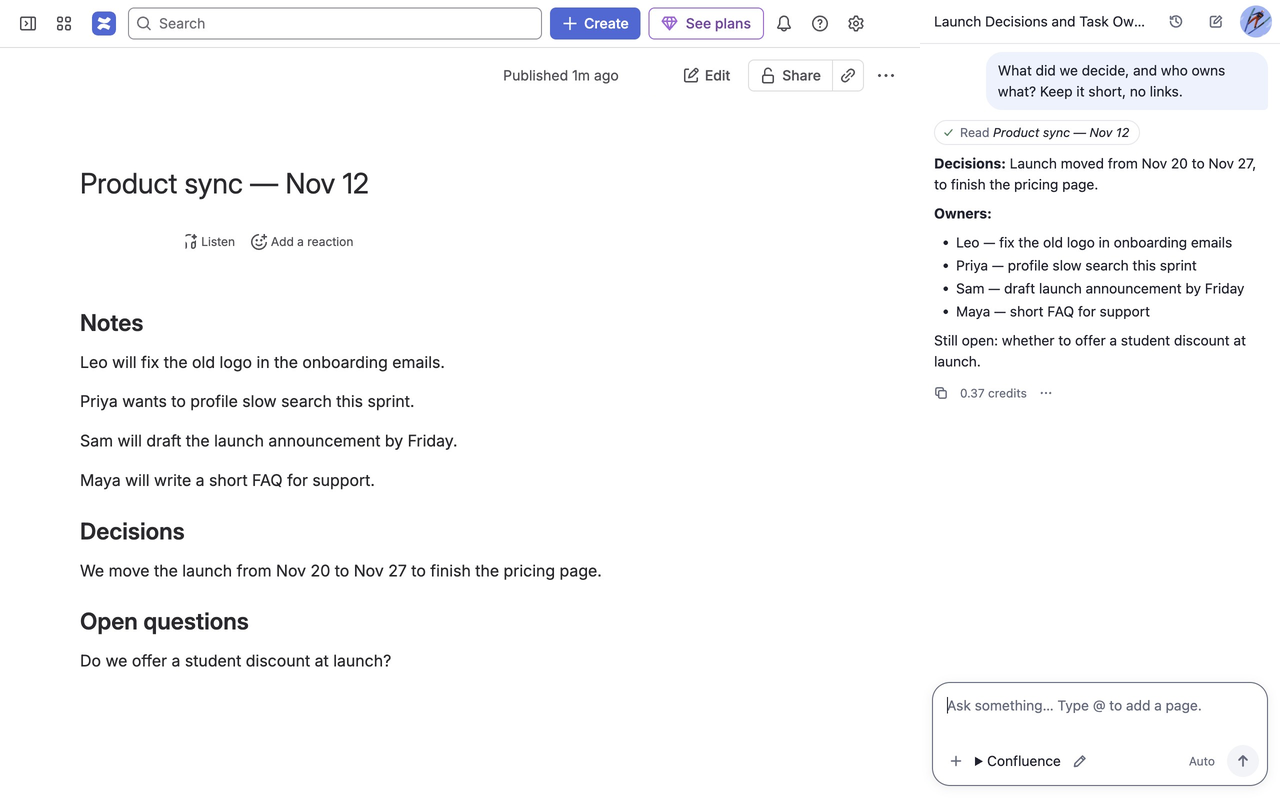 Search
Create
See plans
Published 1m ago
Edit
Share
Product sync — Nov 12
Listen
Add a reaction
Notes
Leo will fix the old logo in the onboarding emails.
Priya wants to profile slow search this sprint.
Sam will draft the launch announcement by Friday.
Maya will write a short FAQ for support.
Decisions
We move the launch from Nov 20 to Nov 27 to finish the pricing page.
Open questions
Do we offer a student discount at launch?
Launch Decisions and Task Ow...
What did we decide, and who owns
what? Keep it short, no links.
Read Product sync — Nov 12
Decisions: Launch moved from Nov 20 to Nov 27,
to finish the pricing page.
Owners:
• Leo — fix the old logo in onboarding emails
• Priya — profile slow search this sprint
• Sam — draft launch announcement by Friday
• Maya — short FAQ for support
Still open: whether to offer a student discount at
launch.
0.37 credits
Ask something... Type @ to add a page.
Confluence
Auto